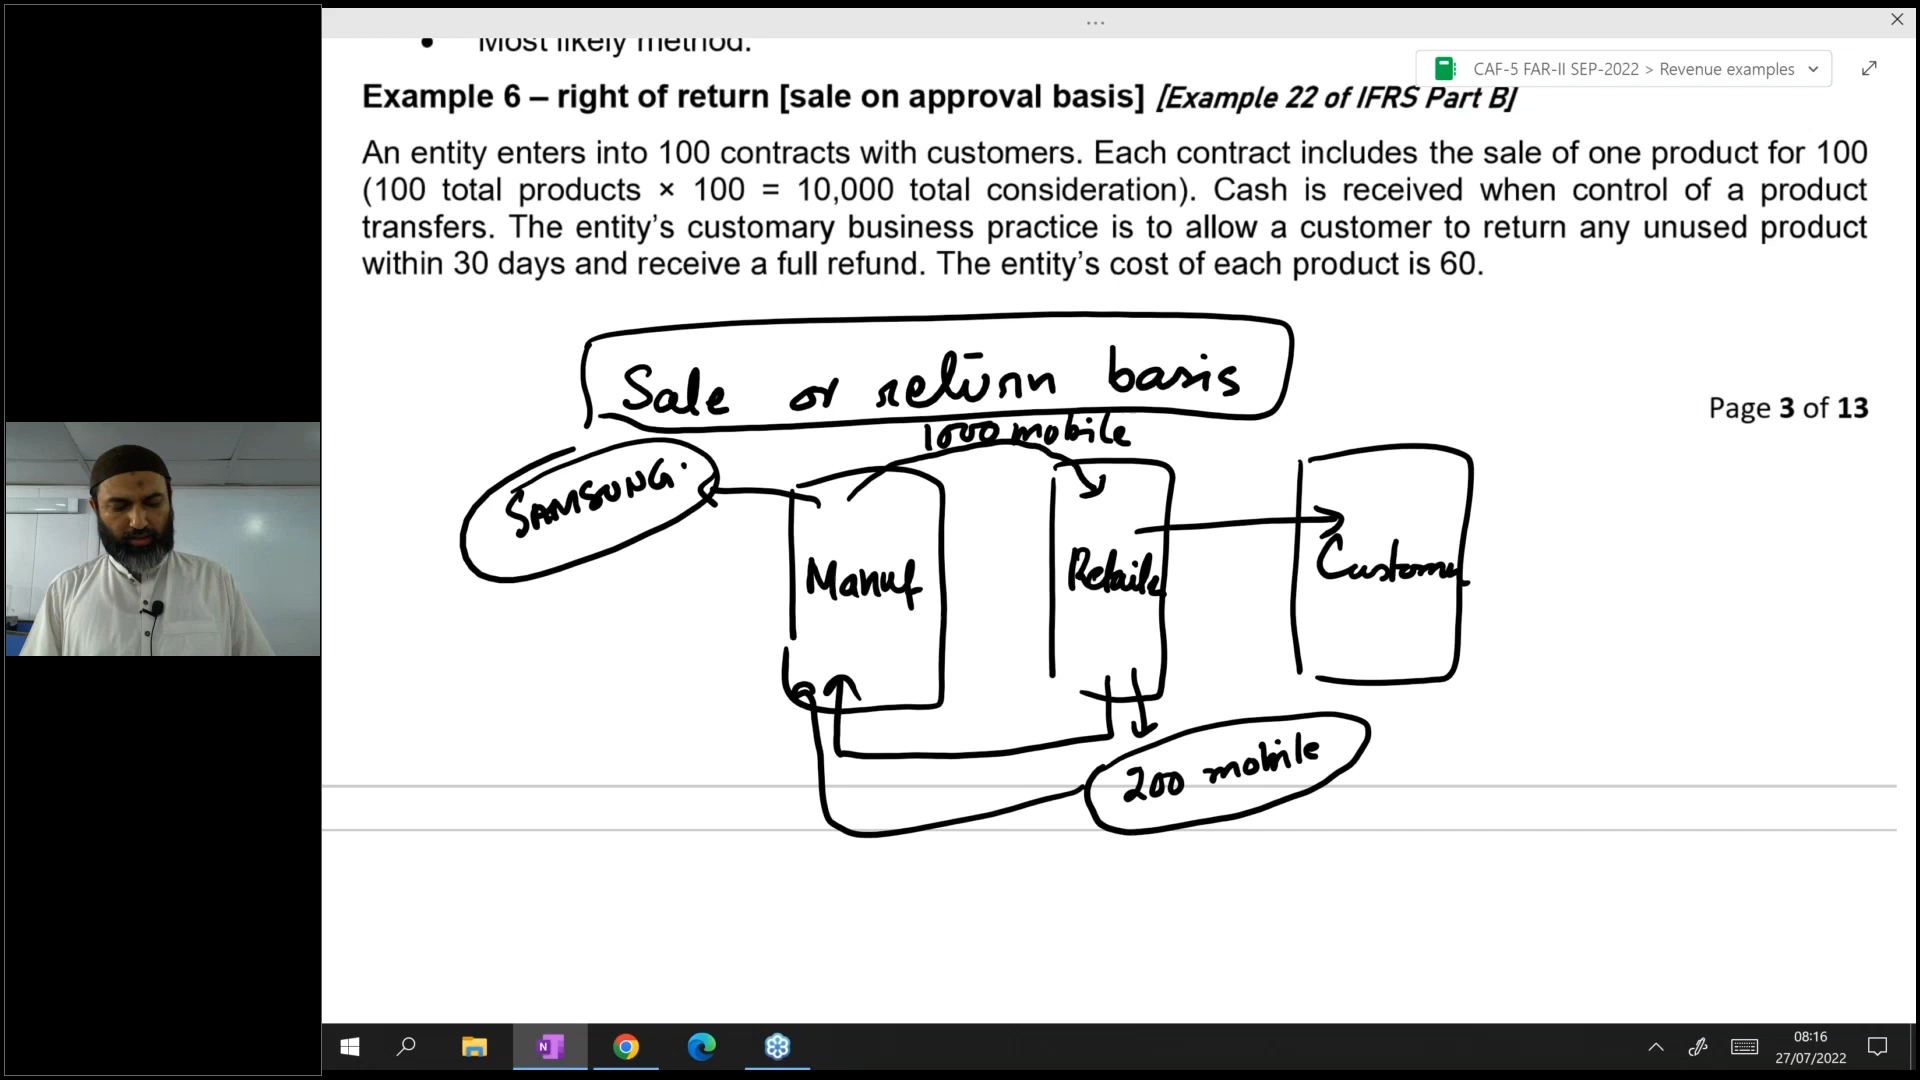 Most likely method.
CAF-5 FAR-II SEP-2022 > Revenue examples
Example 6 – right of return [sale on approval basis] [Example 22 of IFRS Part B]
An entity enters into 100 contracts with customers. Each contract includes the sale of one product for 100
(100 total products × 100 = 10,000 total consideration). Cash is received when control of a product
transfers. The entity’s customary business practice is to allow a customer to return any unused product
within 30 days and receive a full refund. The entity’s cost of each product is 60.
Sale or return basis
Page 3 of 13
1000 mobile
SAMSUNG
Manuf
Retaile
Custome
200 mobile
08:16
27/07/2022